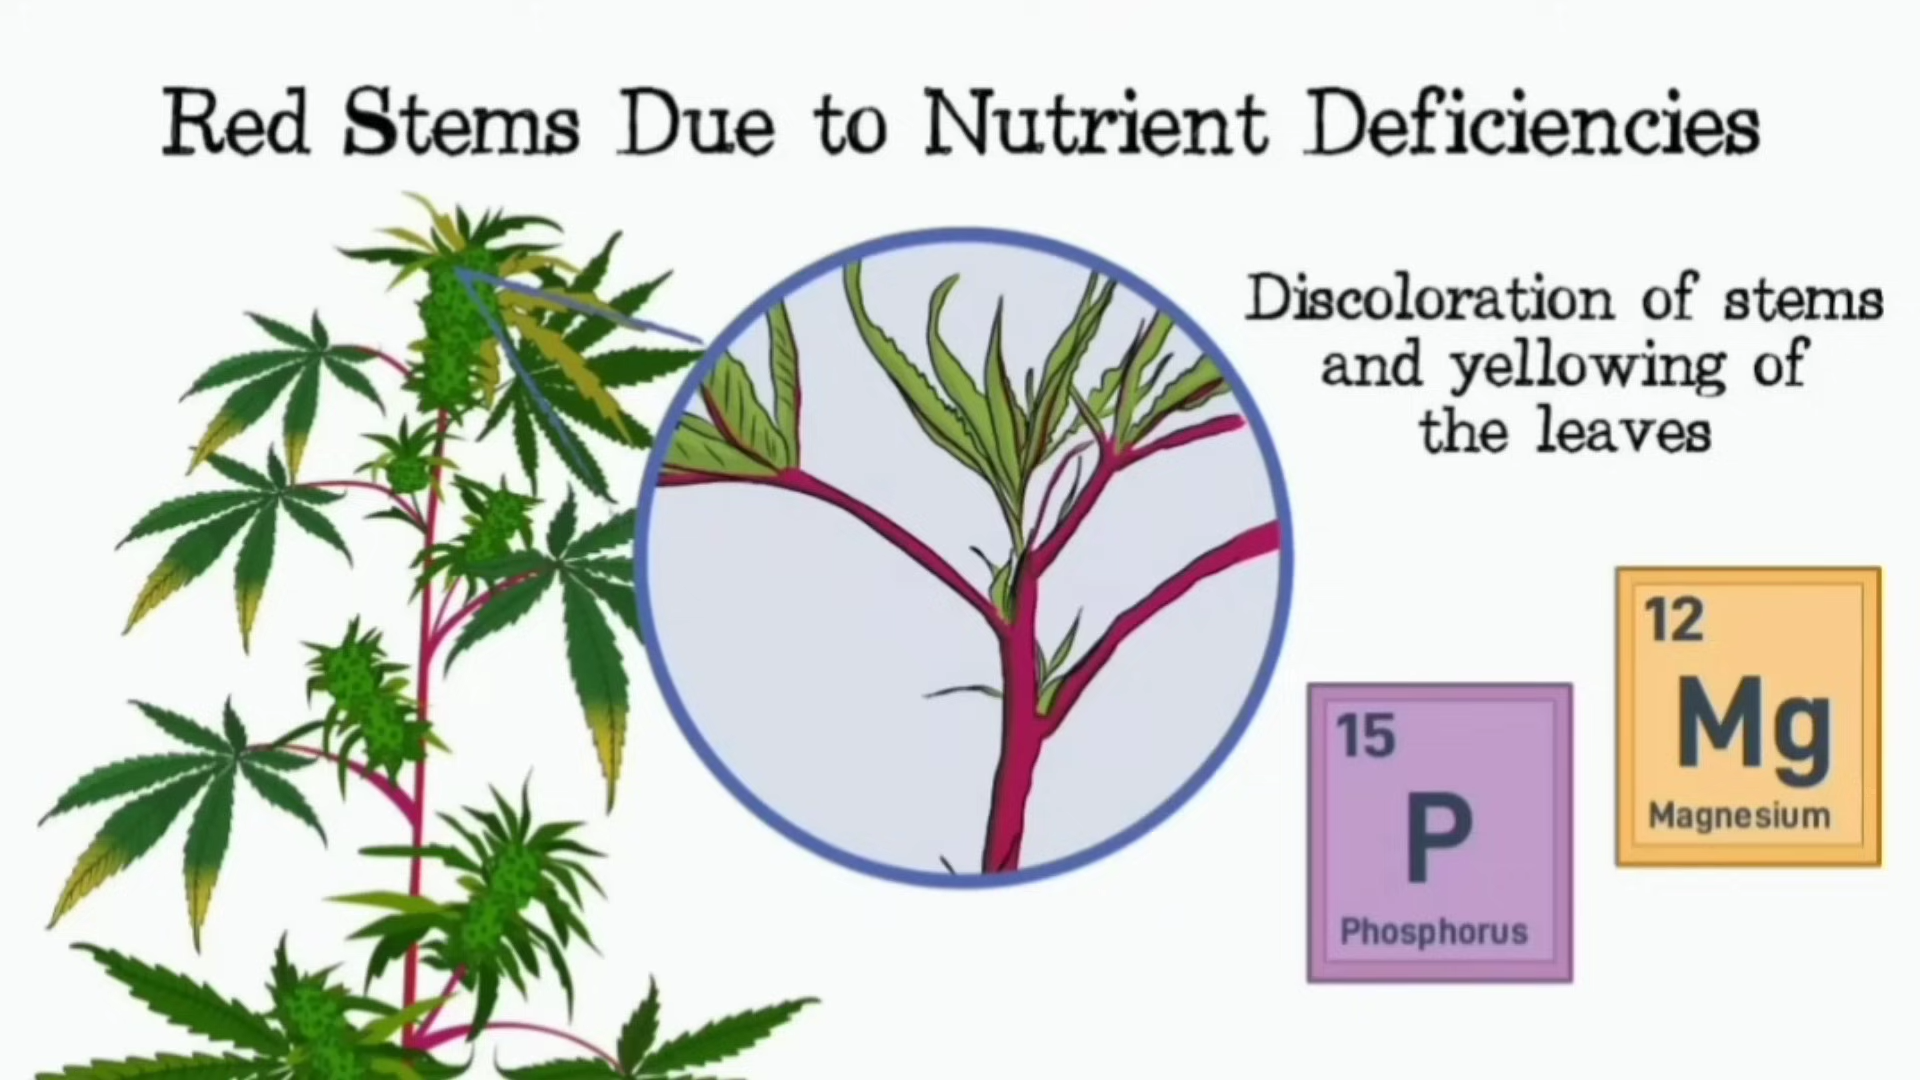 Red Stems Due to Nutrient Deficiencies
Discoloration of stems
and yellowing of
the leaves
12
Mg
Magnesium
15
P
Phosphorus